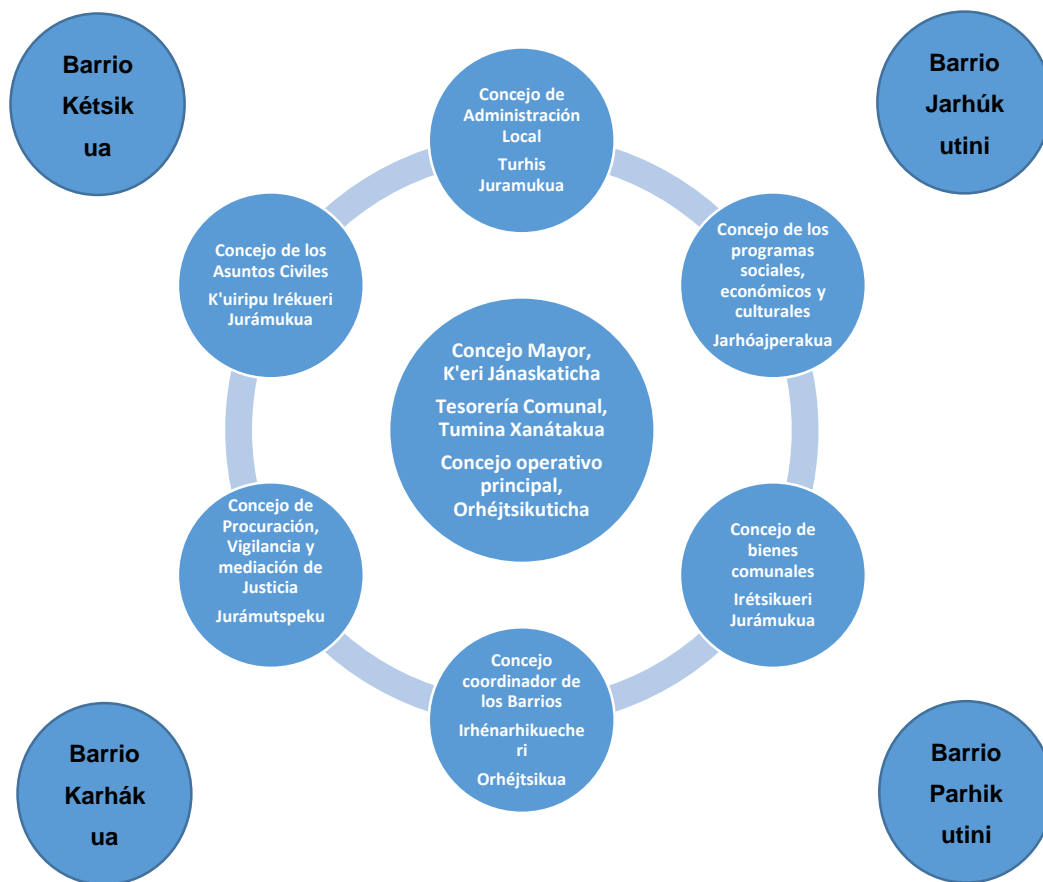 Barrio
Kétsik
ua
Barrio
Jarhúk
utini
Concejo de
Administración
Local
Turhis
Juramukua
Concejo de los
Asuntos Civiles
K'uiripu Irékueri
Jurámukua
Concejo de los
programas
sociales,
económicos y
culturales
Jarhóajperakua
Concejo Mayor,
K'eri Jánaskaticha
Tesorería Comunal,
Tumina Xanátakua
Concejo operativo
principal,
Orhéjtsikuticha
Concejo de
Procuración,
Vigilancia y
mediación de
Justicia
Jurámutspeku
Concejo de
bienes
comunales
Irétsikueri
Jurámukua
Concejo
coordinador de
los Barrios
Irhénarhikueche
ri
Orhéjtsikua
Barrio
Karhák
ua
Barrio
Parhik
utini